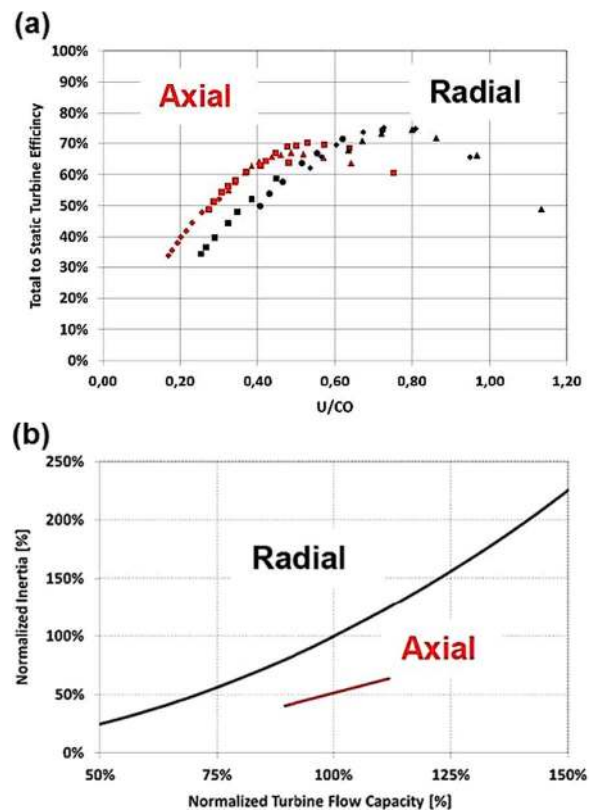 (a)
100%
90%
80%
70%
60%
50%
40%
30%
20%
10%
0%
Total to Static Turbine Efficincy
Axial
Radial
0,00 0,20 0,40 0,60 0,80 1,00 1,20
U/CO
(b)
250%
200%
150%
100%
50%
0%
Normalized Inertia [%]
Radial
Axial
50% 75% 100% 125% 150%
Normalized Turbine Flow Capacity [%]